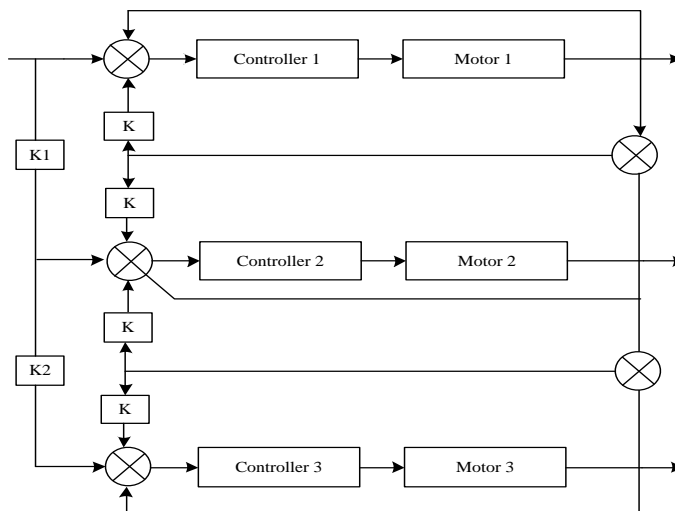 Controller 1
Motor 1
K
K1
K
Controller 2
Motor 2
K
K2
K
Controller 3
Motor 3